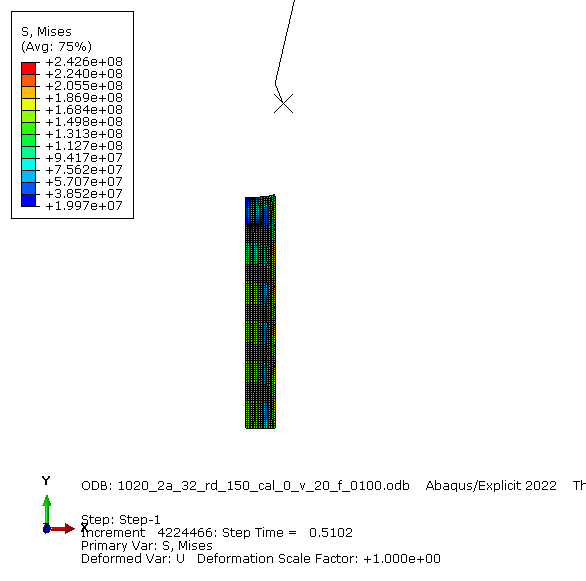 S, Mises
(Avg: 75%)
+2.426e+08
+2.240e+08
+2.055e+08
+1.869e+08
+1.684e+08
+1.498e+08
+1.313e+08
+1.127e+08
+9.417e+07
+7.562e+07
+5.707e+07
+3.852e+07
+1.997e+07
Y
X
ODB: 1020_2a_32_rd_150_cal_0_v_20_f_0100.odb Abaqus/Explicit 2022 Th
Step: Step-1
Increment 4224466: Step Time = 0.5102
Primary Var: S, Mises
Deformed Var: U Deformation Scale Factor: +1.000e+00